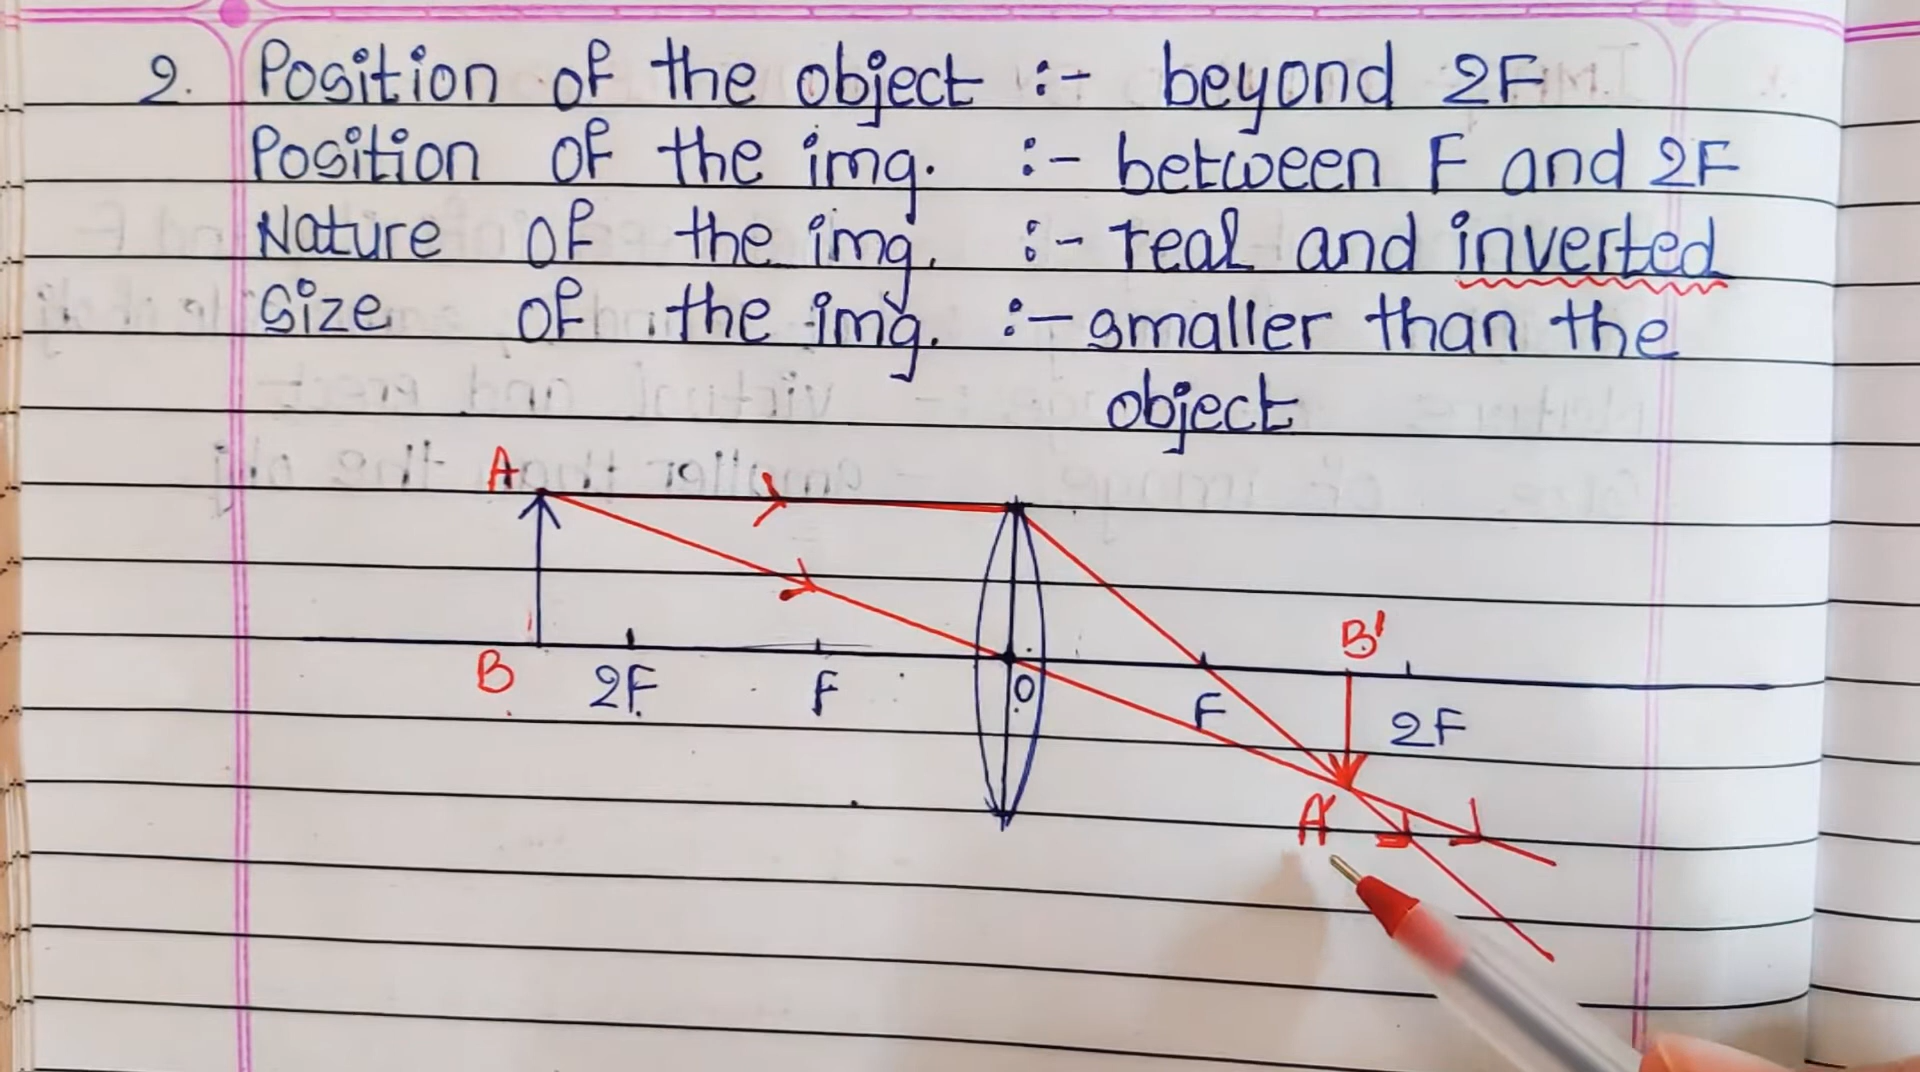 2. Position of the object :- beyond 2F
Position of the img. :- between F and 2F
Nature of the img. :- real and inverted
Size of the img. :- smaller than the
object
A
B'
B 2F F O F 2F
A'